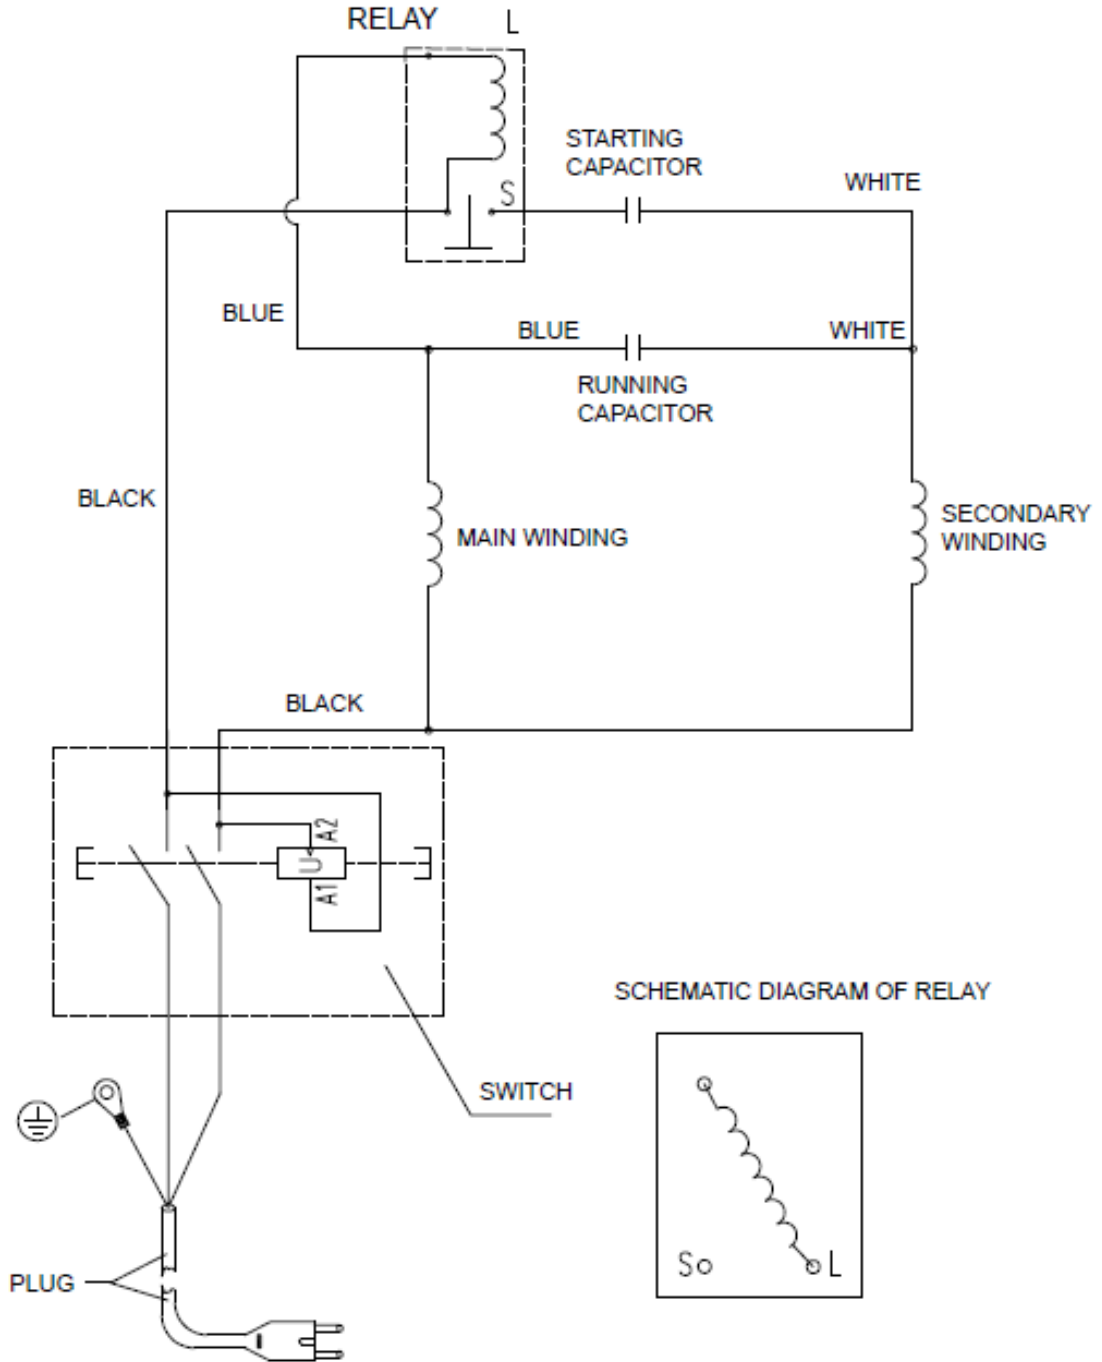 RELAY L
STARTING
CAPACITOR
WHITE
S
BLUE
BLUE
WHITE
RUNNING
CAPACITOR
BLACK
MAIN WINDING
SECONDARY
WINDING
BLACK
A2
U
A1
SCHEMATIC DIAGRAM OF RELAY
SWITCH
S
L
PLUG